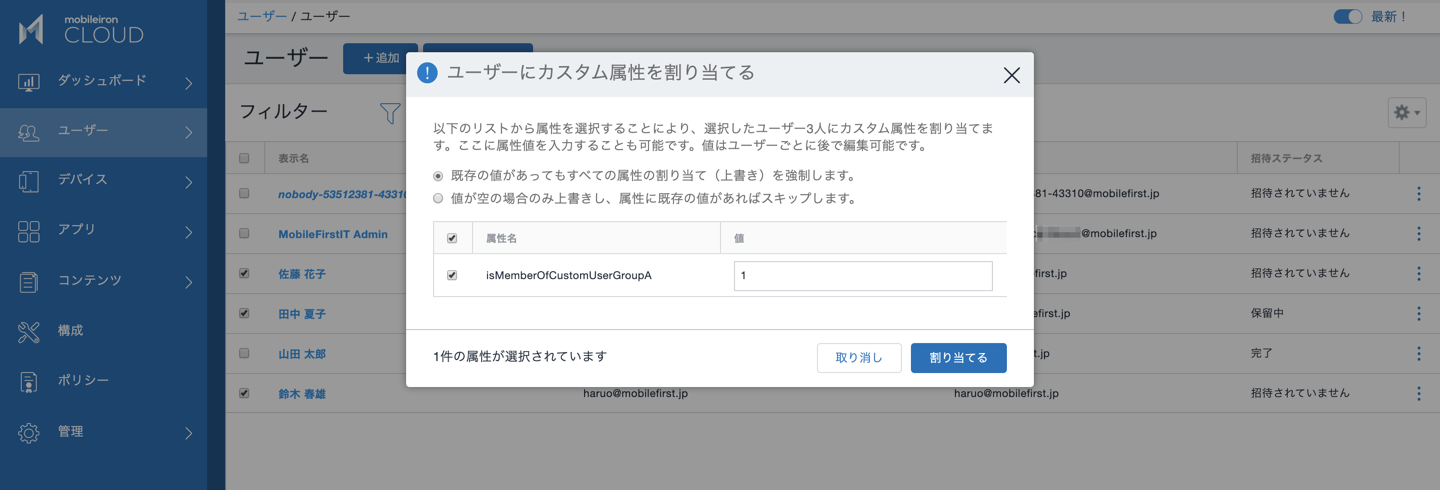 mobileiron
CLOUD
ダッシュボード
ユーザー
デバイス
アプリ
コンテンツ
構成
ポリシー
管理
ユーザー / ユーザー
最新！
ユーザー
＋追加
フィルター
表示名
招待ステータス
nobody-53512381-43310
381-43310@mobilefirst.jp
招待されていません
MobileFirstIT Admin
@mobilefirst.jp
招待されていません
佐藤 花子
first.jp
招待されていません
田中 夏子
efirst.jp
保留中
山田 太郎
t.jp
完了
鈴木 春雄
haruo@mobilefirst.jp
haruo@mobilefirst.jp
招待されていません
ユーザーにカスタム属性を割り当てる
以下のリストから属性を選択することにより、選択したユーザー3人にカスタム属性を割り当てま
す。ここに属性値を入力することも可能です。値はユーザーごとに後で編集可能です。
既存の値があってもすべての属性の割り当て（上書き）を強制します。
値が空の場合のみ上書きし、属性に既存の値があればスキップします。
属性名
値
isMemberOfCustomUserGroupA
1
1件の属性が選択されています
取り消し
割り当てる